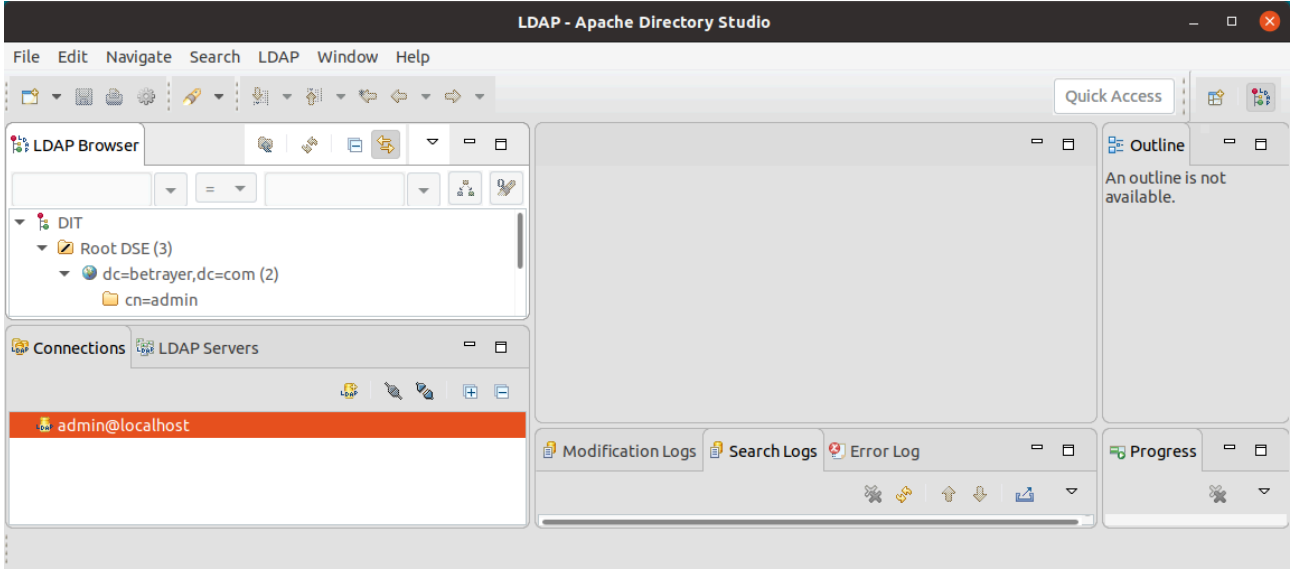 LDAP - Apache Directory Studio
File Edit Navigate Search LDAP Window Help
Quick Access
LDAP Browser
Outline
=
An outline is not
available.
DIT
Root DSE (3)
dc=betrayer,dc=com (2)
cn=admin
Connections LDAP Servers
admin@localhost
Modification Logs Search Logs Error Log
Progress